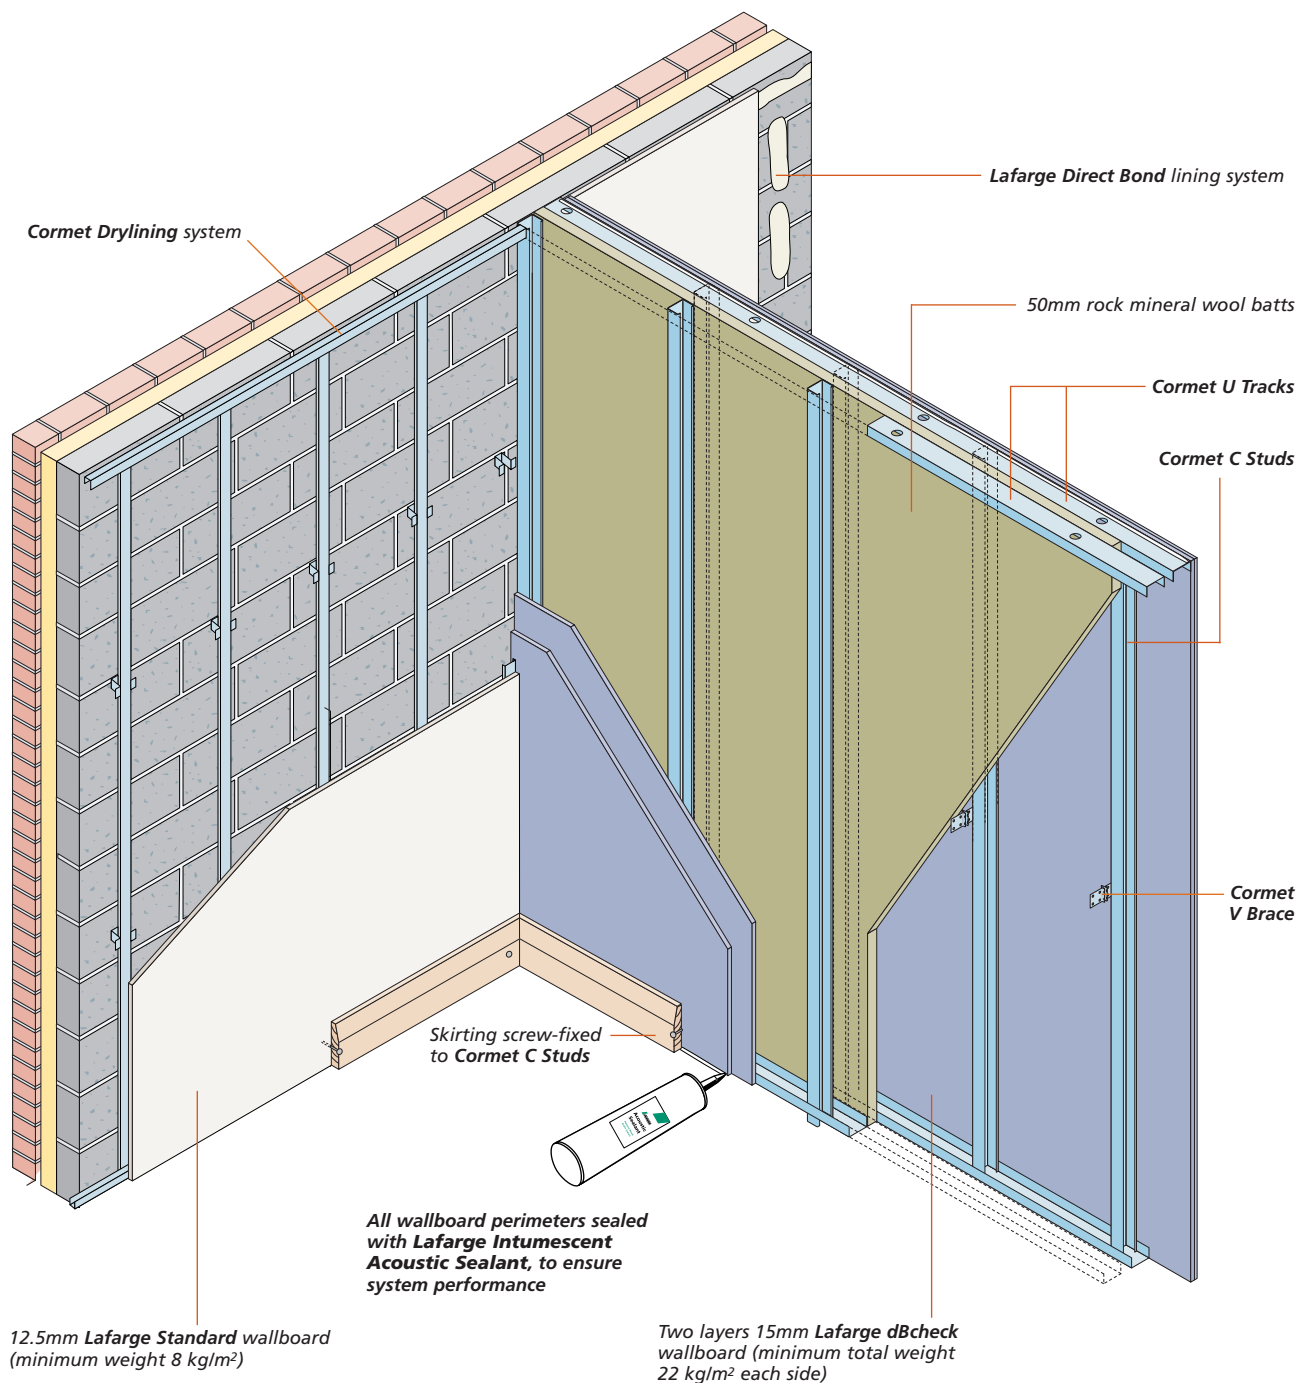 Lafarge Direct Bond lining system
Cormet Drylining system
50mm rock mineral wool batts
Cormet U Tracks
Cormet C Studs
Cormet
V Brace
Skirting screw-fixed
to Cormet C Studs
Acoustic
Sealant
All wallboard perimeters sealed
with Lafarge Intumescent
Acoustic Sealant, to ensure
system performance
12.5mm Lafarge Standard wallboard
(minimum weight 8 kg/m²)
Two layers 15mm Lafarge dBcheck
wallboard (minimum total weight
22 kg/m² each side)